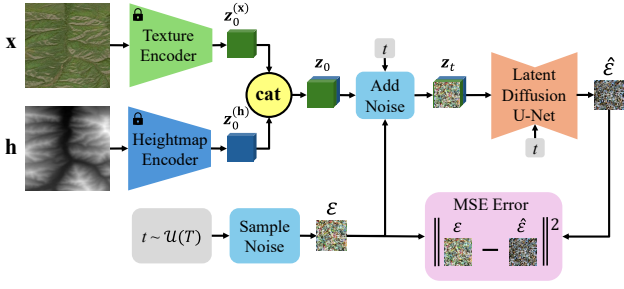 x
Texture
Encoder
z₀⁽ˣ⁾
h
Heightmap
Encoder
z₀⁽ʰ⁾
cat
z₀
t
Add
Noise
zₜ
Latent
Diffusion
U-Net
t
ε̂
t ~ 𝒰(T)
Sample
Noise
ε
MSE Error
‖ ε − ε̂ ‖²